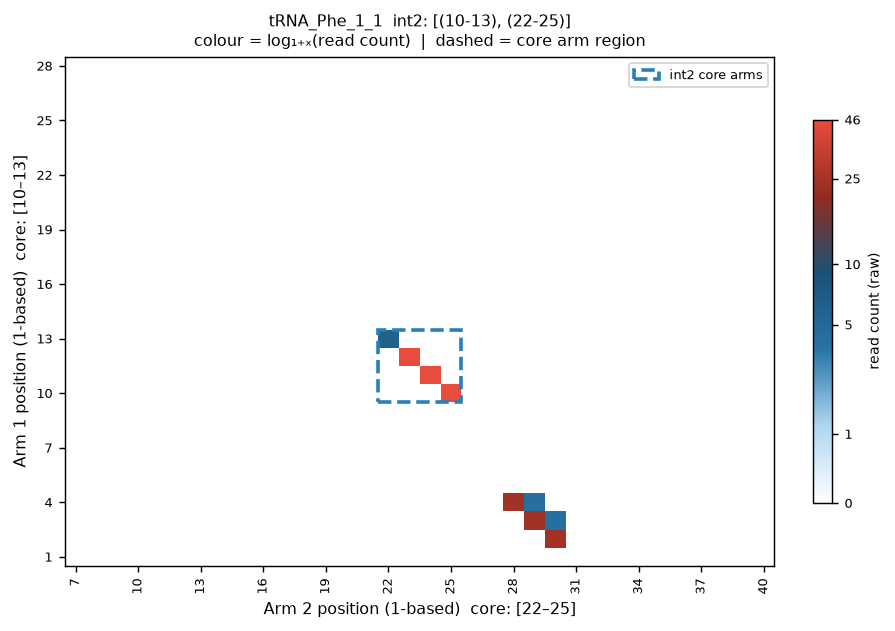 tRNA_Phe_1_1  int2: [(10-13), (22-25)]
colour = log₁₊ₓ(read count)  |  dashed = core arm region
int2 core arms
Arm 1 position (1-based)  core: [10–13]
28
25
22
19
16
13
10
7
4
1
7 10 13 16 19 22 25 28 31 34 37 40
Arm 2 position (1-based)  core: [22–25]
46
25
10
5
1
0
read count (raw)